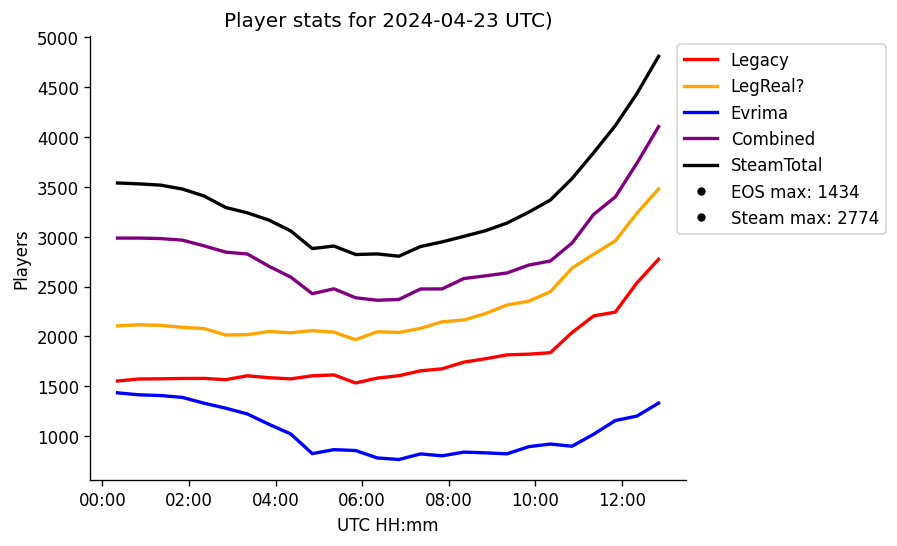 Player stats for 2024-04-23 UTC)
5000
4500
4000
3500
3000
2500
2000
1500
1000
Players
00:00 02:00 04:00 06:00 08:00 10:00 12:00
UTC HH:mm
Legacy
LegReal?
Evrima
Combined
SteamTotal
EOS max: 1434
Steam max: 2774